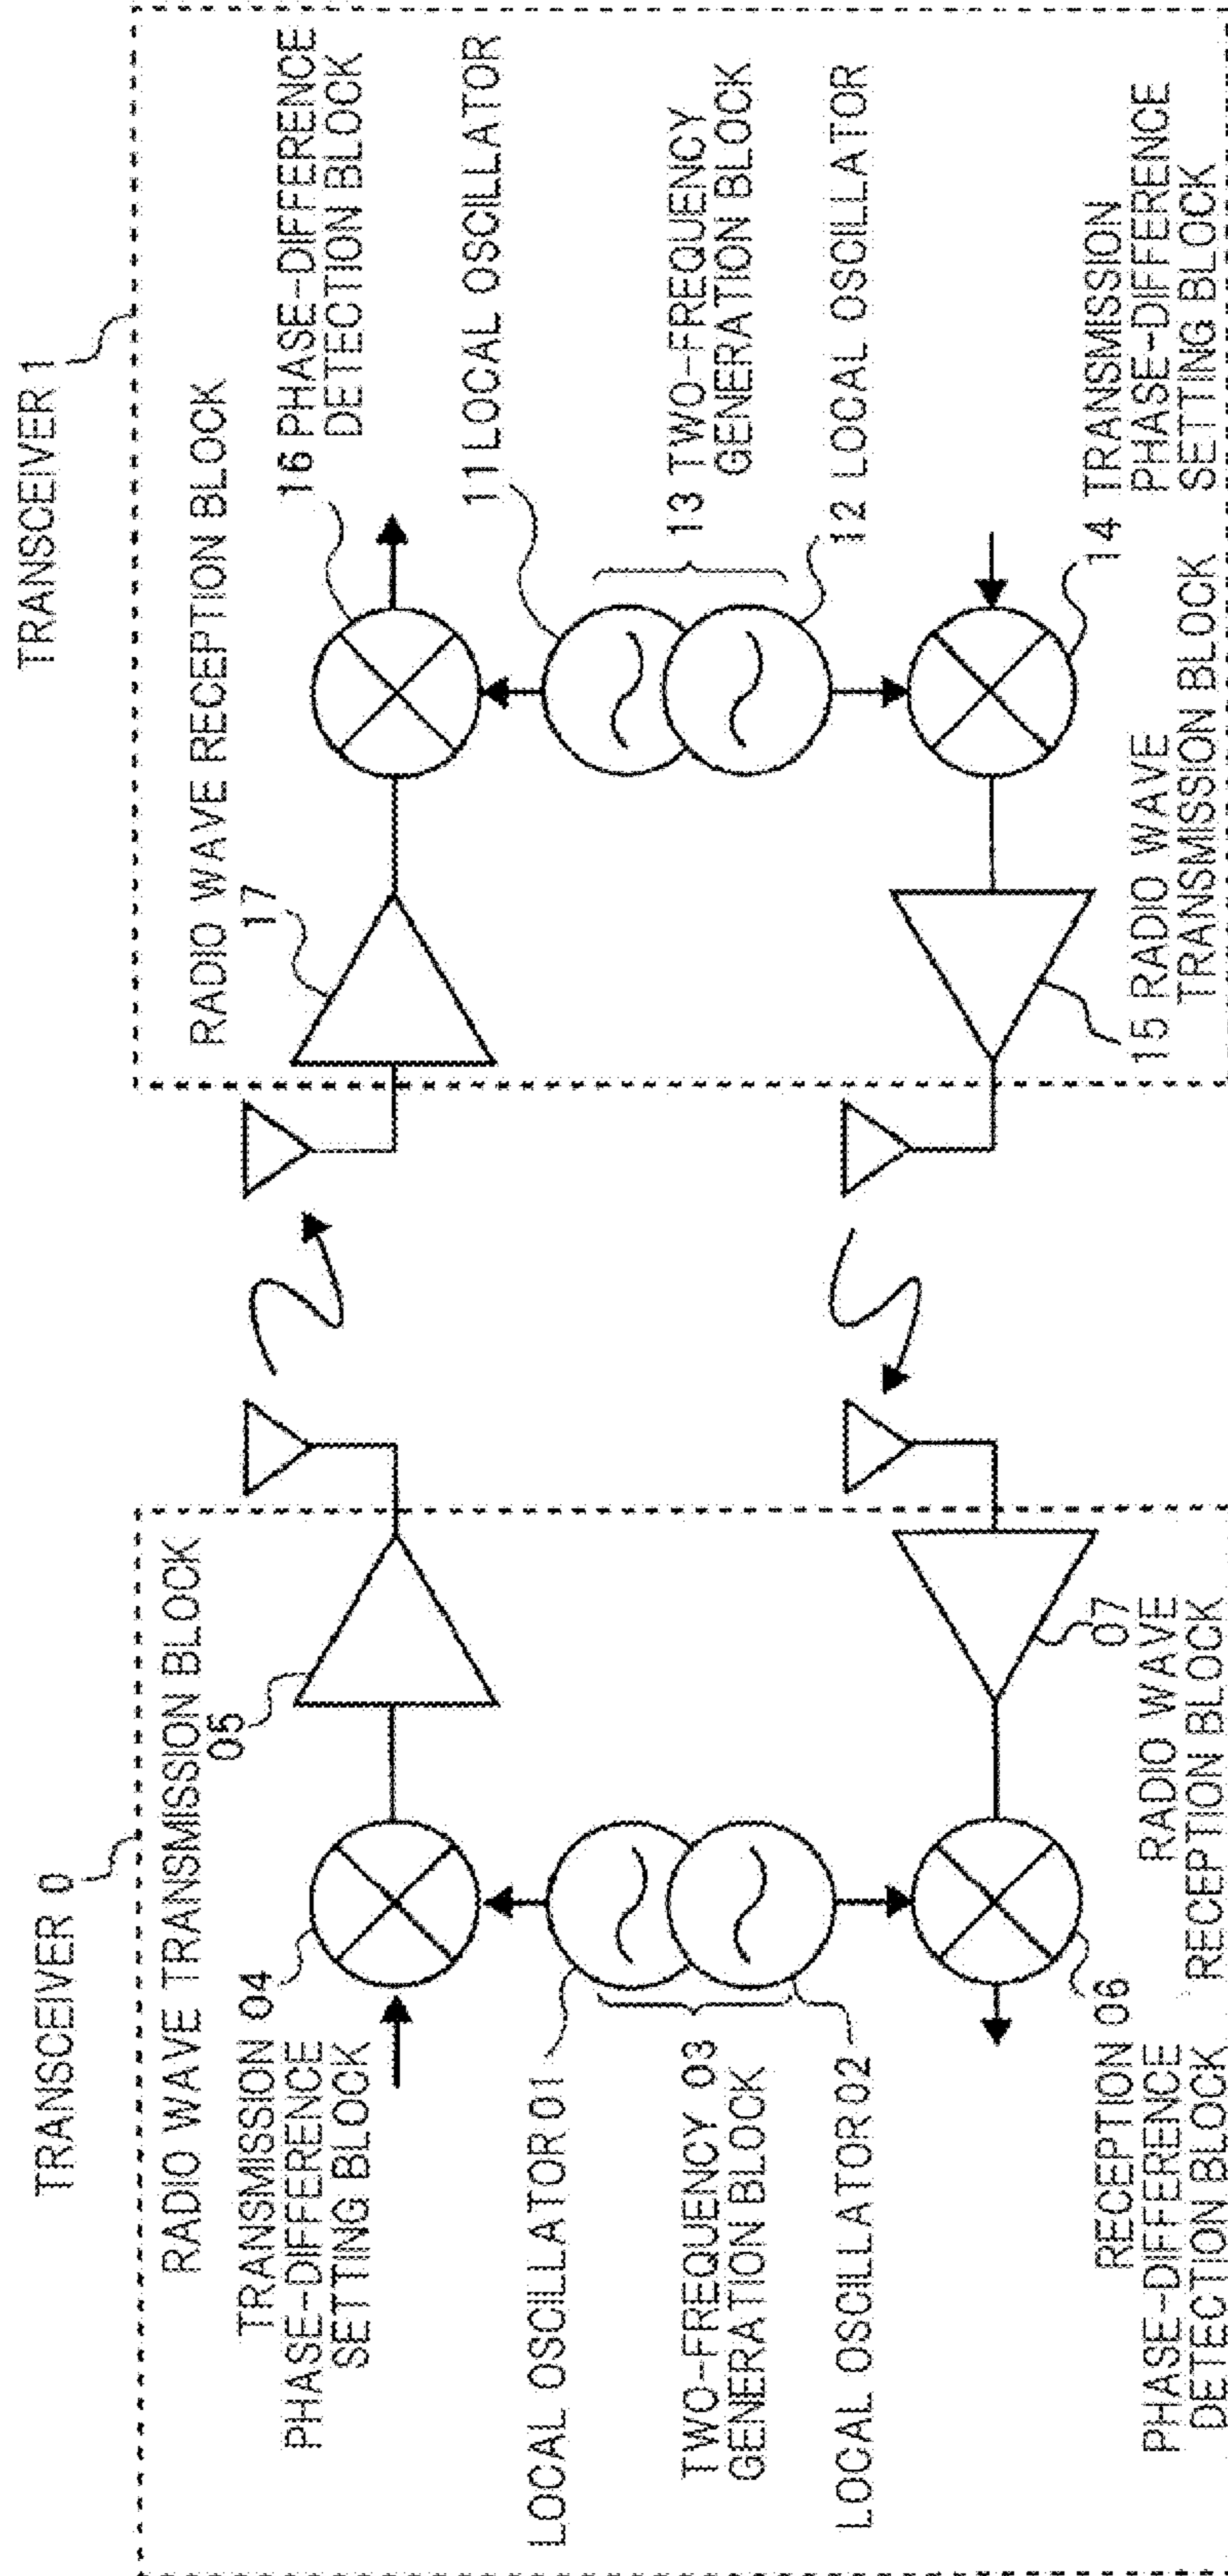 TRANSCEIVER 0
RADIO WAVE TRANSMISSION BLOCK
05
TRANSMISSION 04
PHASE-DIFFERENCE
SETTING BLOCK
LOCAL OSCILLATOR 01
TWO-FREQUENCY 03
GENERATION BLOCK
LOCAL OSCILLATOR 02
RECEPTION 06
PHASE-DIFFERENCE
DETECTION BLOCK
07
RADIO WAVE
RECEPTION BLOCK
TRANSCEIVER 1
RADIO WAVE RECEPTION BLOCK
17
16 PHASE-DIFFERENCE
DETECTION BLOCK
11 LOCAL OSCILLATOR
13 TWO-FREQUENCY
GENERATION BLOCK
12 LOCAL OSCILLATOR
14 TRANSMISSION
PHASE-DIFFERENCE
SETTING BLOCK
15 RADIO WAVE
TRANSMISSION BLOCK